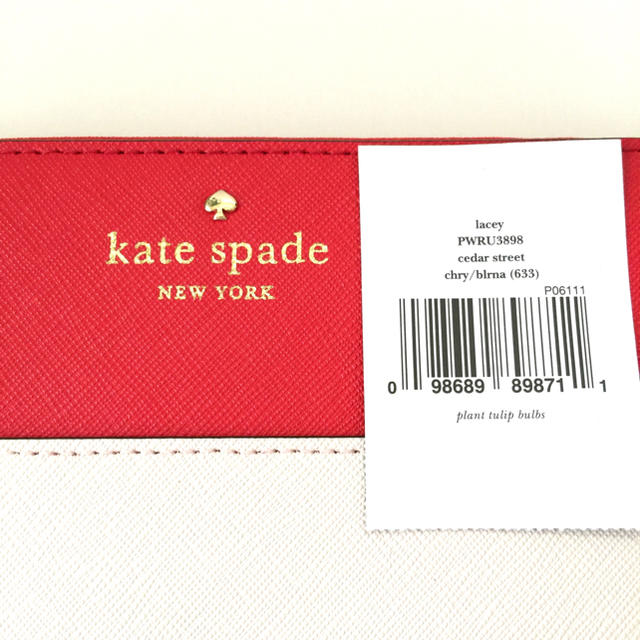 kate spade
NEW YORK
lacey
PWRU3898
cedar street
chry/blrna (633)
P06111
0 98689 89871 1
plant tulip bulbs